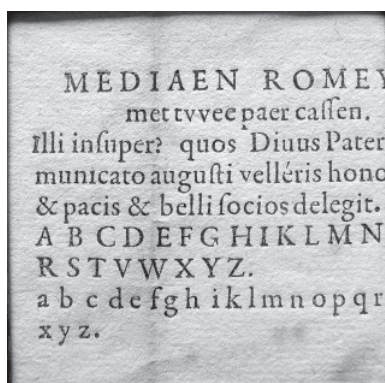 MEDIAEN ROMEY
met tvvee paer caſſen.
Illi inſuper? quos Diuus Pater
municato auguſti velléris hono
& pacis & belli ſocios delegit.
A B C D E F G H I K L M N
R S T V W X Y Z.
a b c d e f g h i k l m n o p q r
x y z.